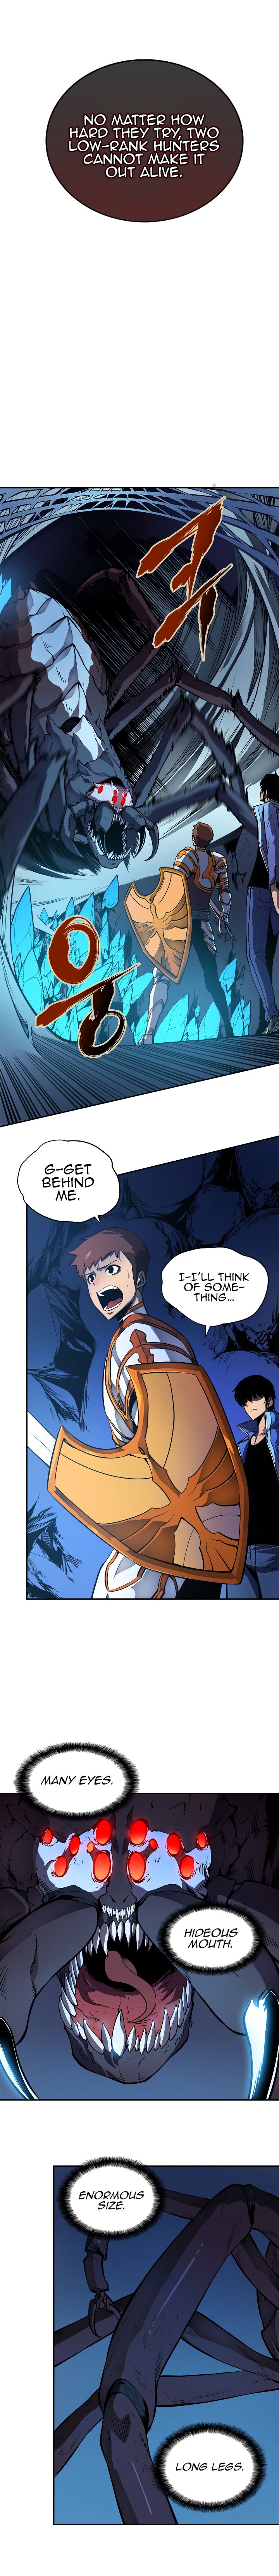 NO MATTER HOW
HARD THEY TRY, TWO
LOW-RANK HUNTERS
CANNOT MAKE IT
OUT ALIVE.
G-GET
BEHIND
ME.
I-I'LL THINK
OF SOME-
THING...
MANY EYES.
HIDEOUS
MOUTH.
ENORMOUS
SIZE.
LONG LEGS.